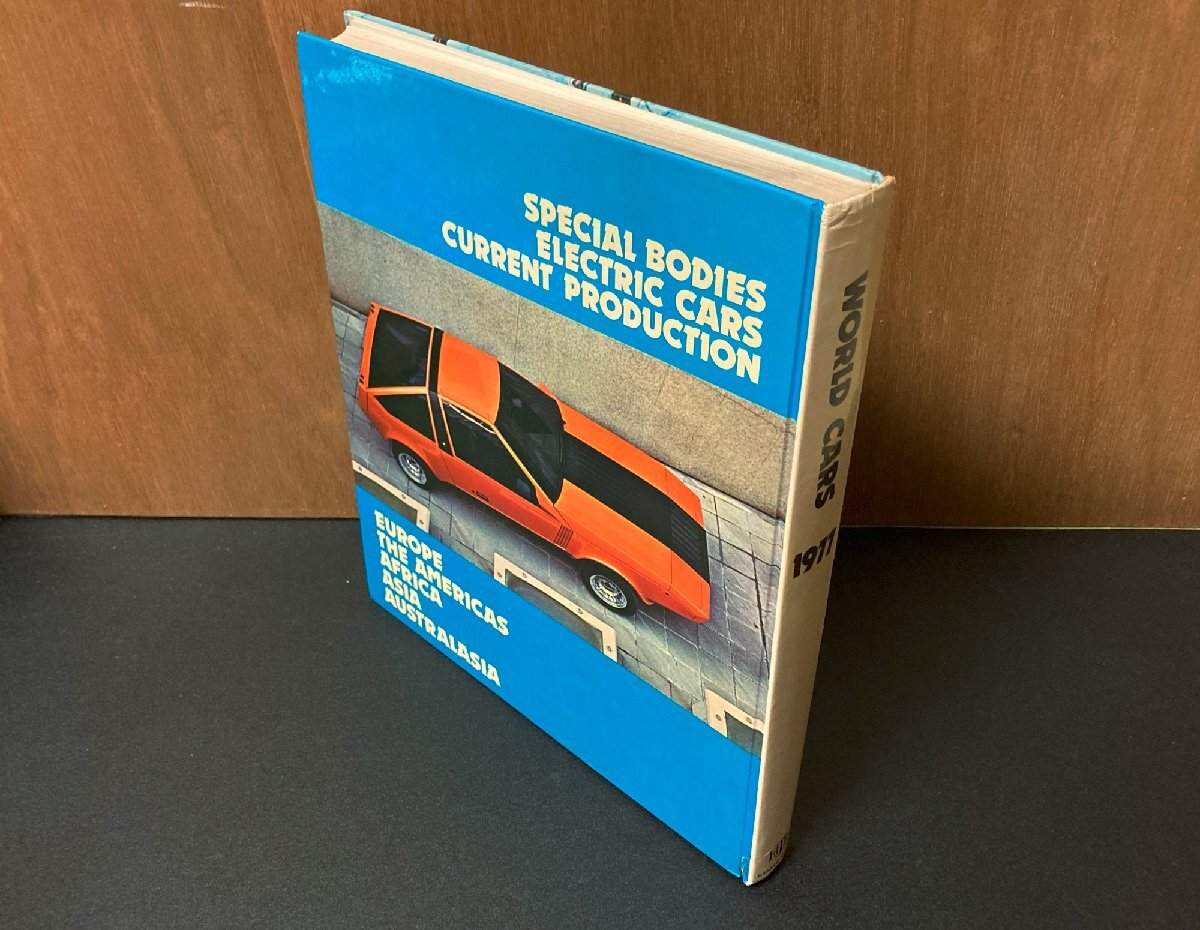 SPECIAL BODIES
ELECTRIC CARS
CURRENT PRODUCTION
EUROPE
THE AMERICAS
AFRICA
ASIA
AUSTRALASIA
WORLD CARS 1977